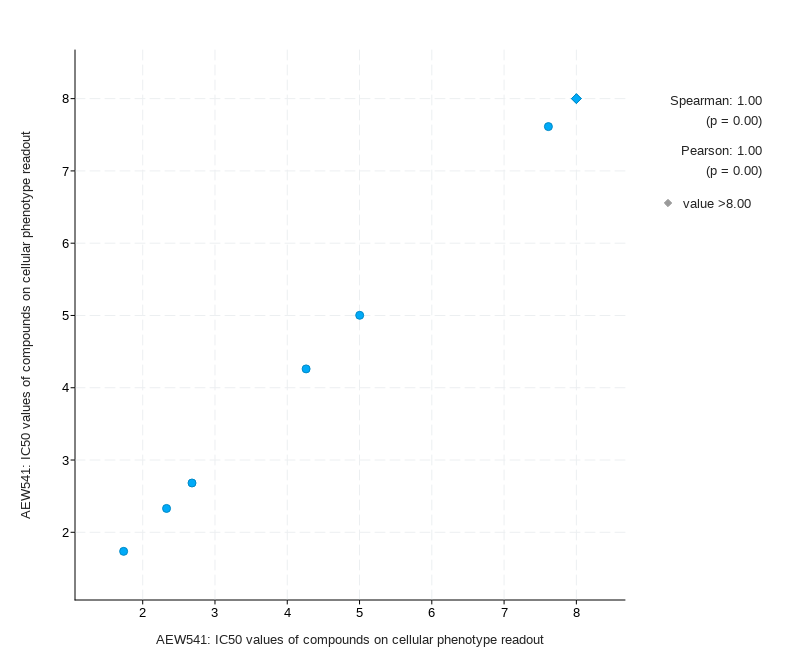 8
7
6
5
4
3
2
AEW541: IC50 values of compounds on cellular phenotype readout
2 3 4 5 6 7 8
AEW541: IC50 values of compounds on cellular phenotype readout
Spearman: 1.00
(p = 0.00)
Pearson: 1.00
(p = 0.00)
value >8.00